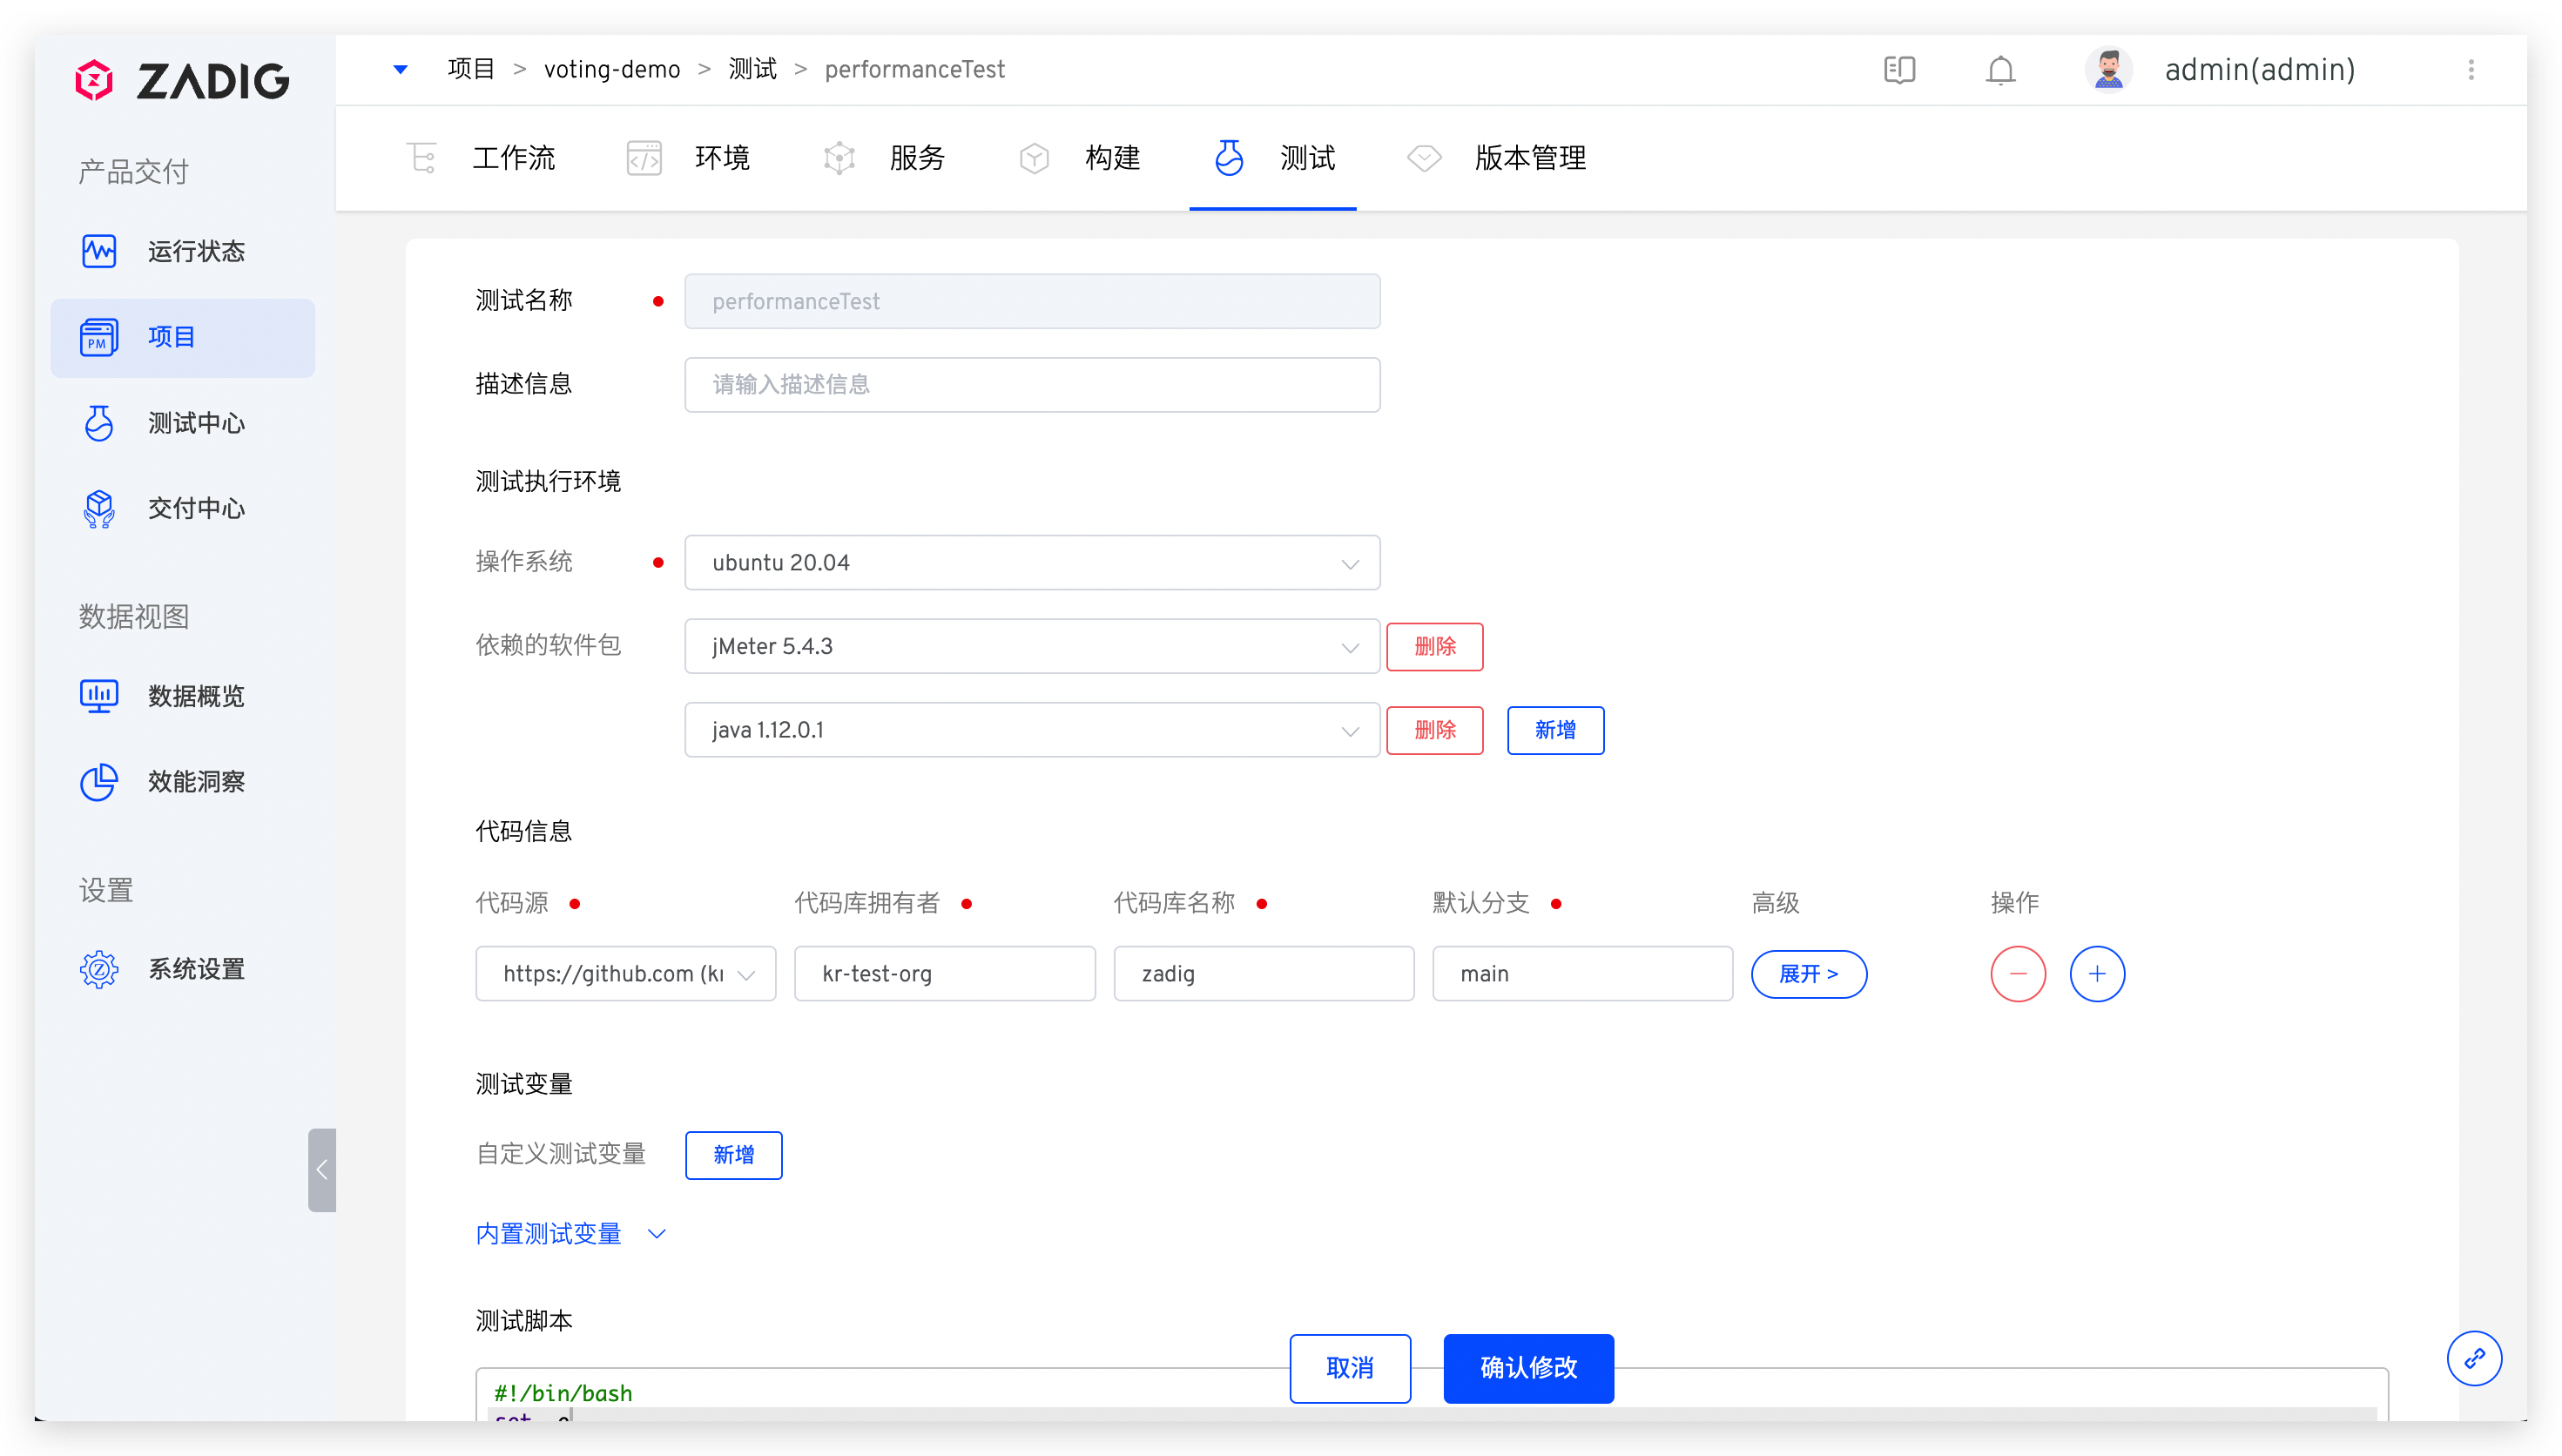 ZADIG
项目 > voting-demo > 测试 > performanceTest
admin(admin)
工作流 环境 服务 构建 测试 版本管理
产品交付
运行状态
PM
项目
测试中心
交付中心
数据视图
数据概览
效能洞察
设置
系统设置
测试名称 performanceTest
描述信息 请输入描述信息
测试执行环境
操作系统 ubuntu 20.04
依赖的软件包 jMeter 5.4.3 删除
java 1.12.0.1 删除 新增
代码信息
代码源 代码库拥有者 代码库名称 默认分支 高级 操作
https://github.com (kr kr-test-org zadig main 展开 >
测试变量
自定义测试变量 新增
内置测试变量
测试脚本
取消 确认修改
#!/bin/bash